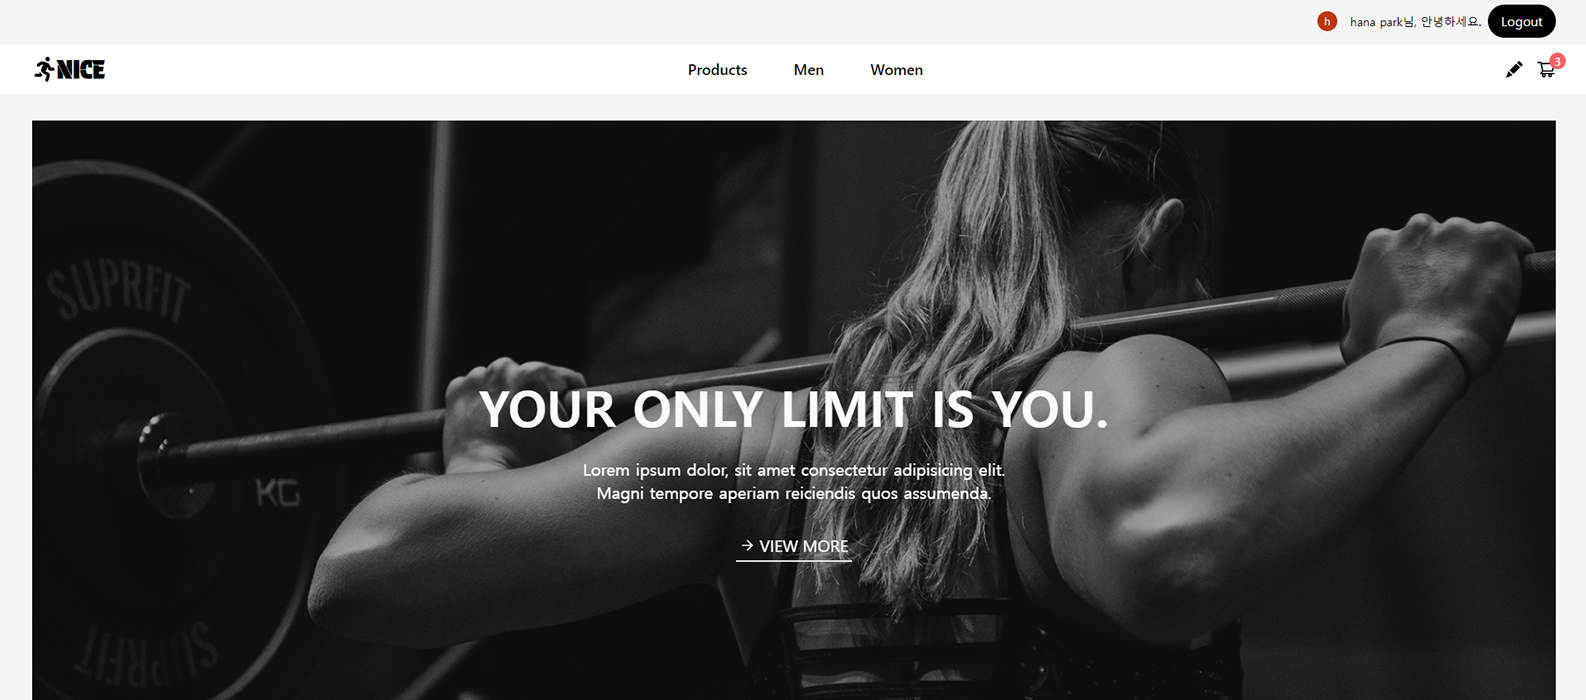 h hana park님, 안녕하세요. Logout
NICE
Products Men Women
3
SUPRFIT
KG
YOUR ONLY LIMIT IS YOU.
Lorem ipsum dolor, sit amet consectetur adipisicing elit.
Magni tempore aperiam reiciendis quos assumenda.
→ VIEW MORE
SUPRFIT